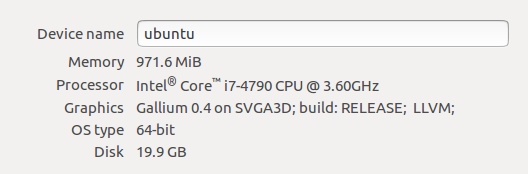 Device name ubuntu
Memory 971.6 MiB
Processor Intel® Core™ i7-4790 CPU @ 3.60GHz
Graphics Gallium 0.4 on SVGA3D; build: RELEASE;  LLVM;
OS type 64-bit
Disk 19.9 GB